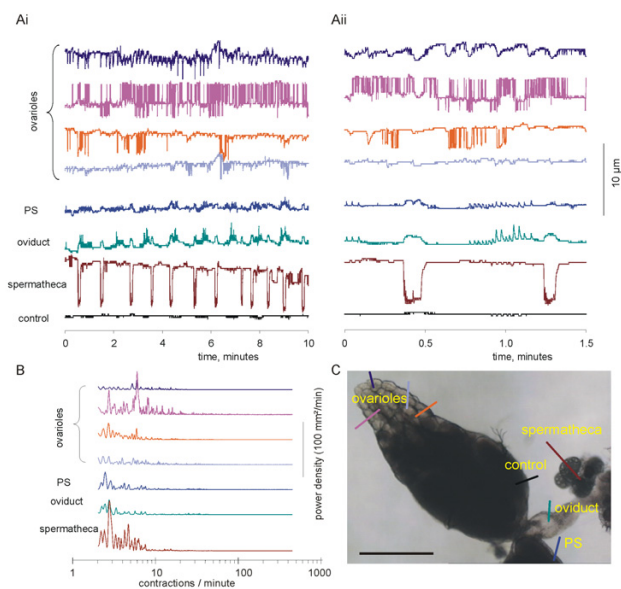 Ai
Aii
ovarioles
PS
oviduct
spermatheca
control
10 µm
0 2 4 6 8 10
time, minutes
0 0.5 1.0 1.5
time, minutes
B
ovarioles
PS
oviduct
spermatheca
power density (100 mm²/min)
1 10 100 1000
contractions / minute
C
ovarioles
spermatheca
control
oviduct
PS